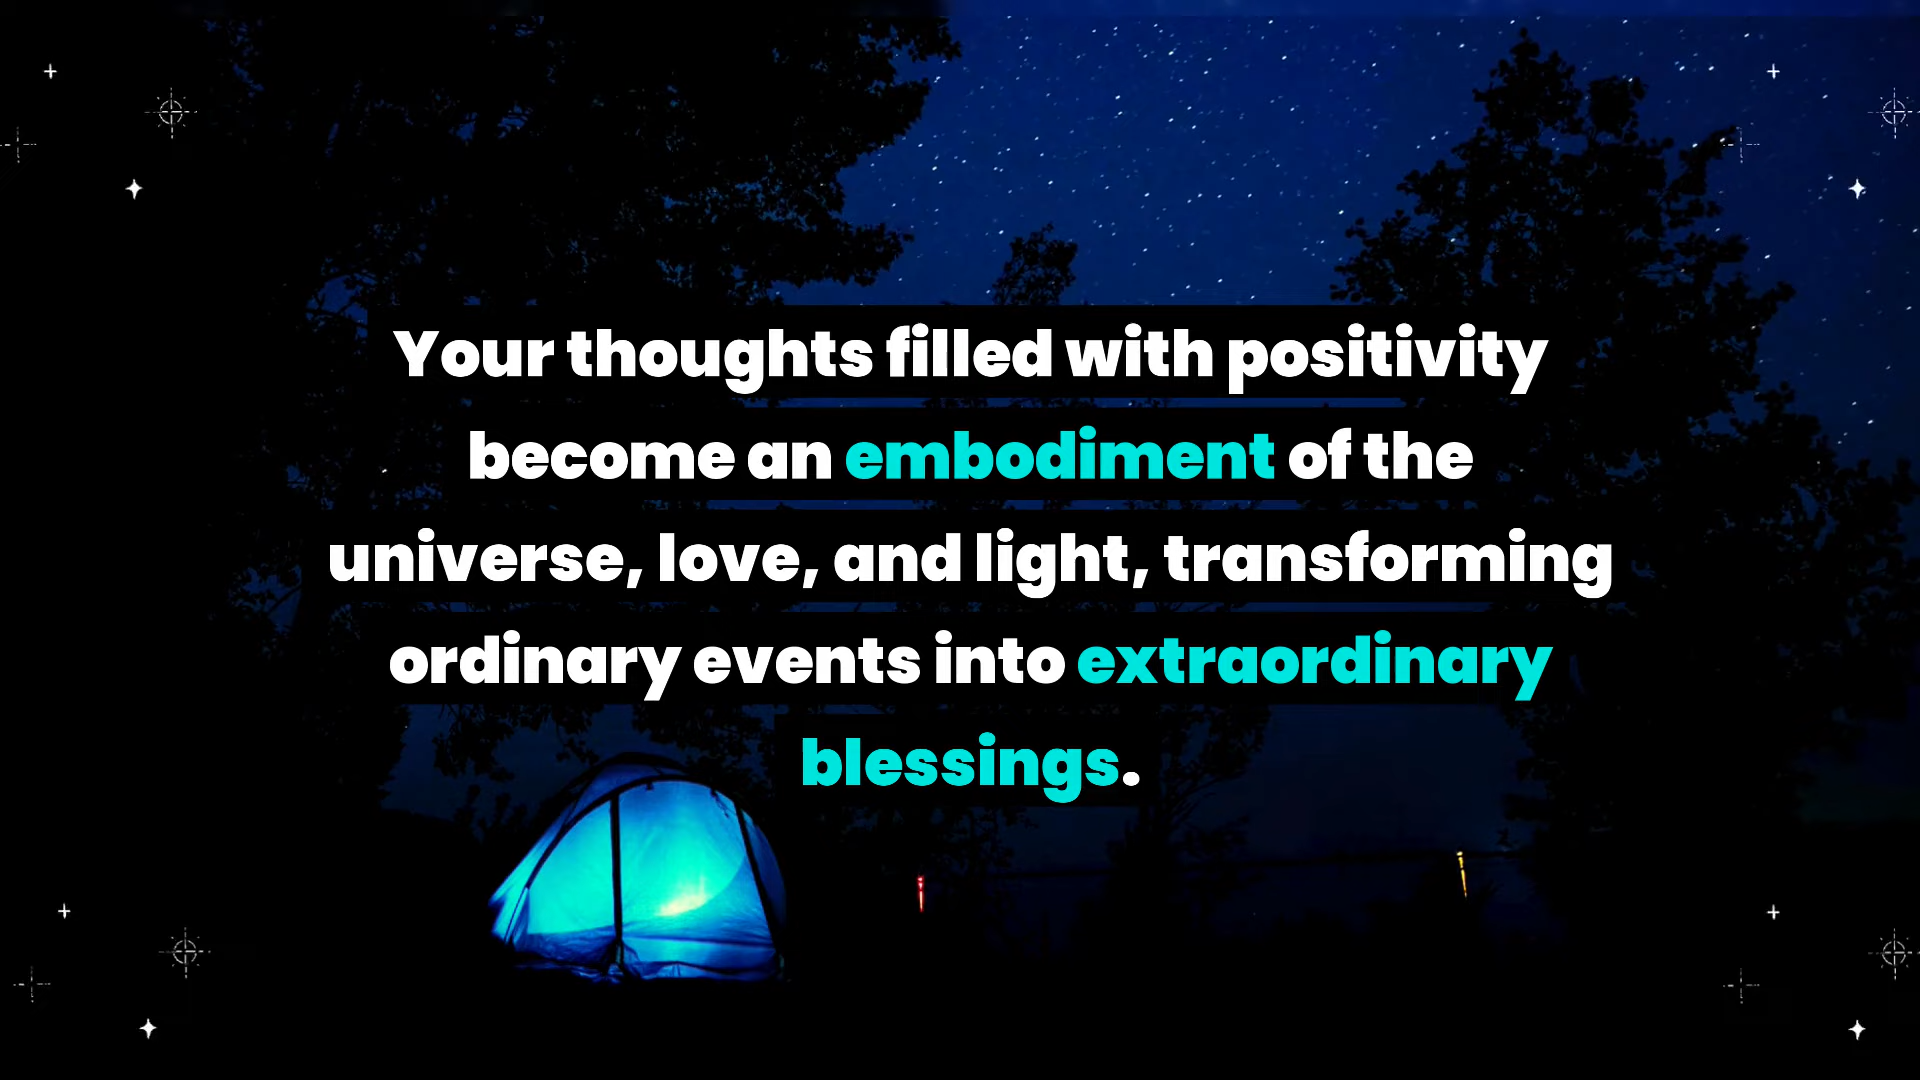 Your thoughts filled with positivity
become an embodiment of the
universe, love, and light, transforming
ordinary events into extraordinary
blessings.